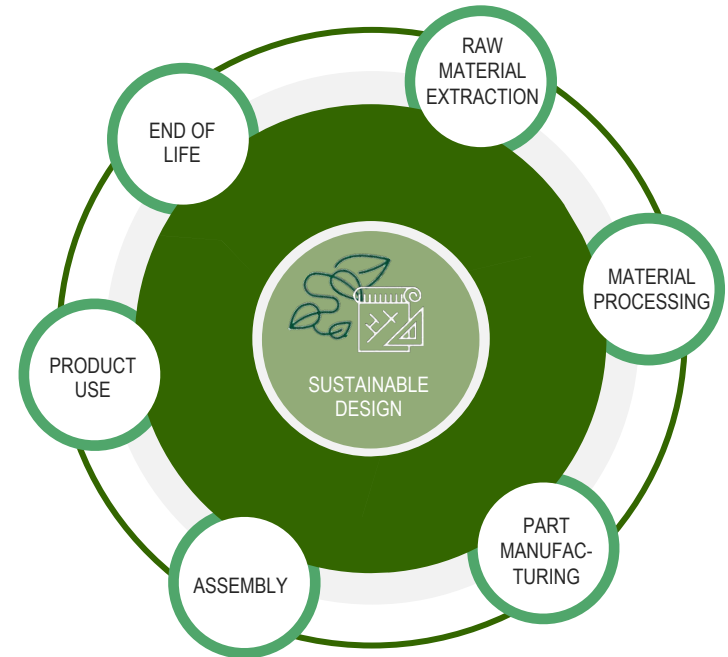 RAW
MATERIAL
EXTRACTION
MATERIAL
PROCESSING
PART
MANUFAC-
TURING
ASSEMBLY
PRODUCT
USE
END OF
LIFE
SUSTAINABLE
DESIGN